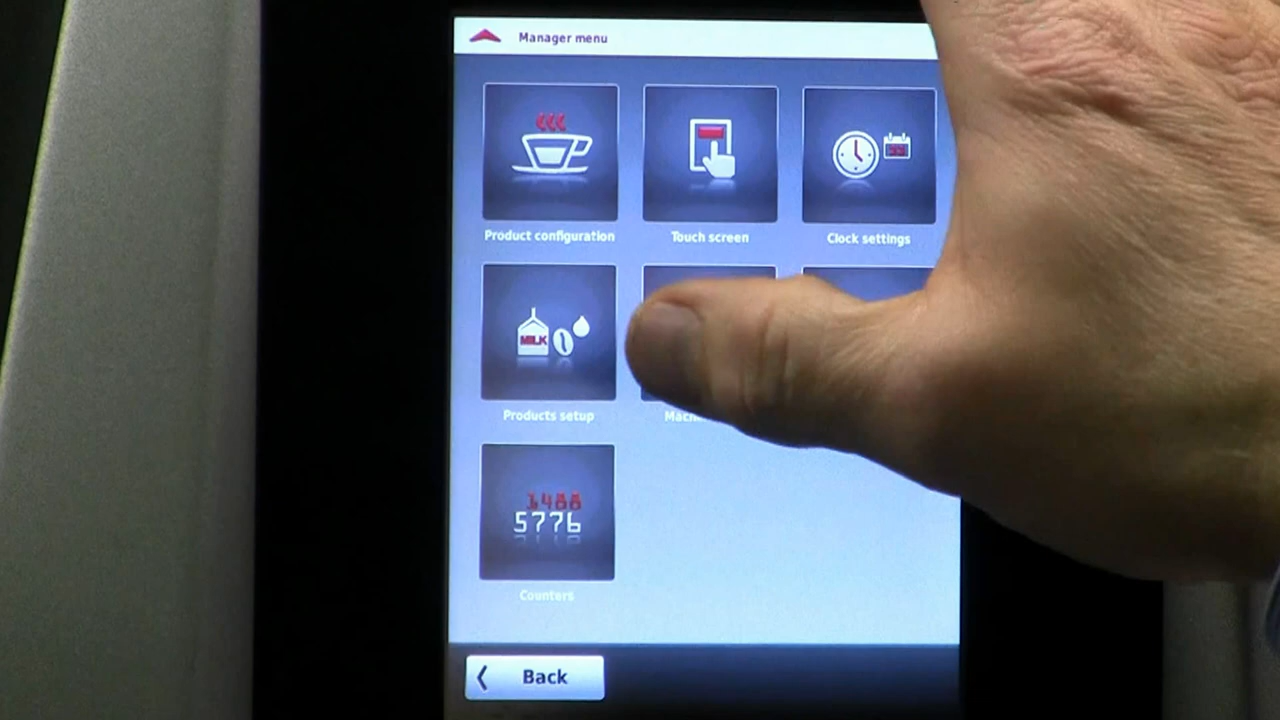 Manager menu
Product configuration
Touch screen
Clock settings
MILK
Products setup
1488
5776
Counters
Back